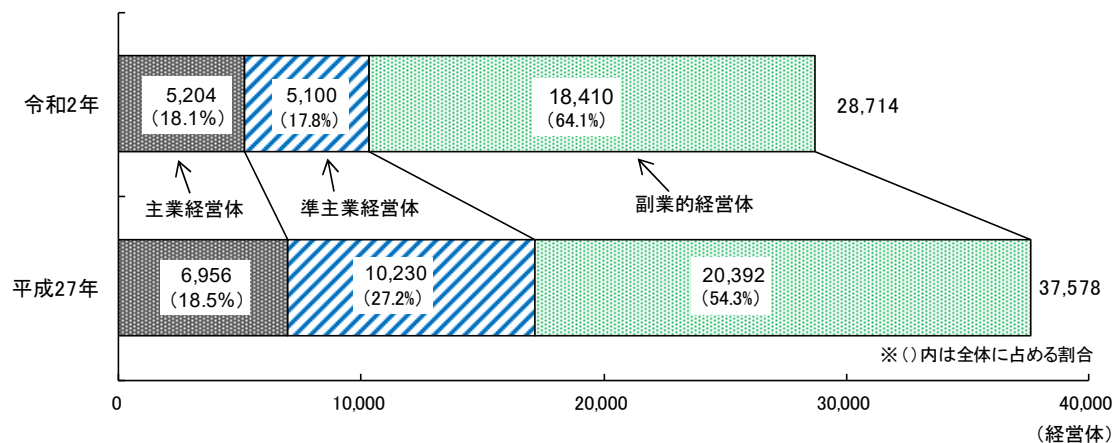 令和2年
5,204
（18.1%）
5,100
（17.8%）
18,410
（64.1%）
28,714
主業経営体
準主業経営体
副業的経営体
平成27年
6,956
（18.5%）
10,230
（27.2%）
20,392
（54.3%）
37,578
※（）内は全体に占める割合
0
10,000
20,000
30,000
40,000
（経営体）